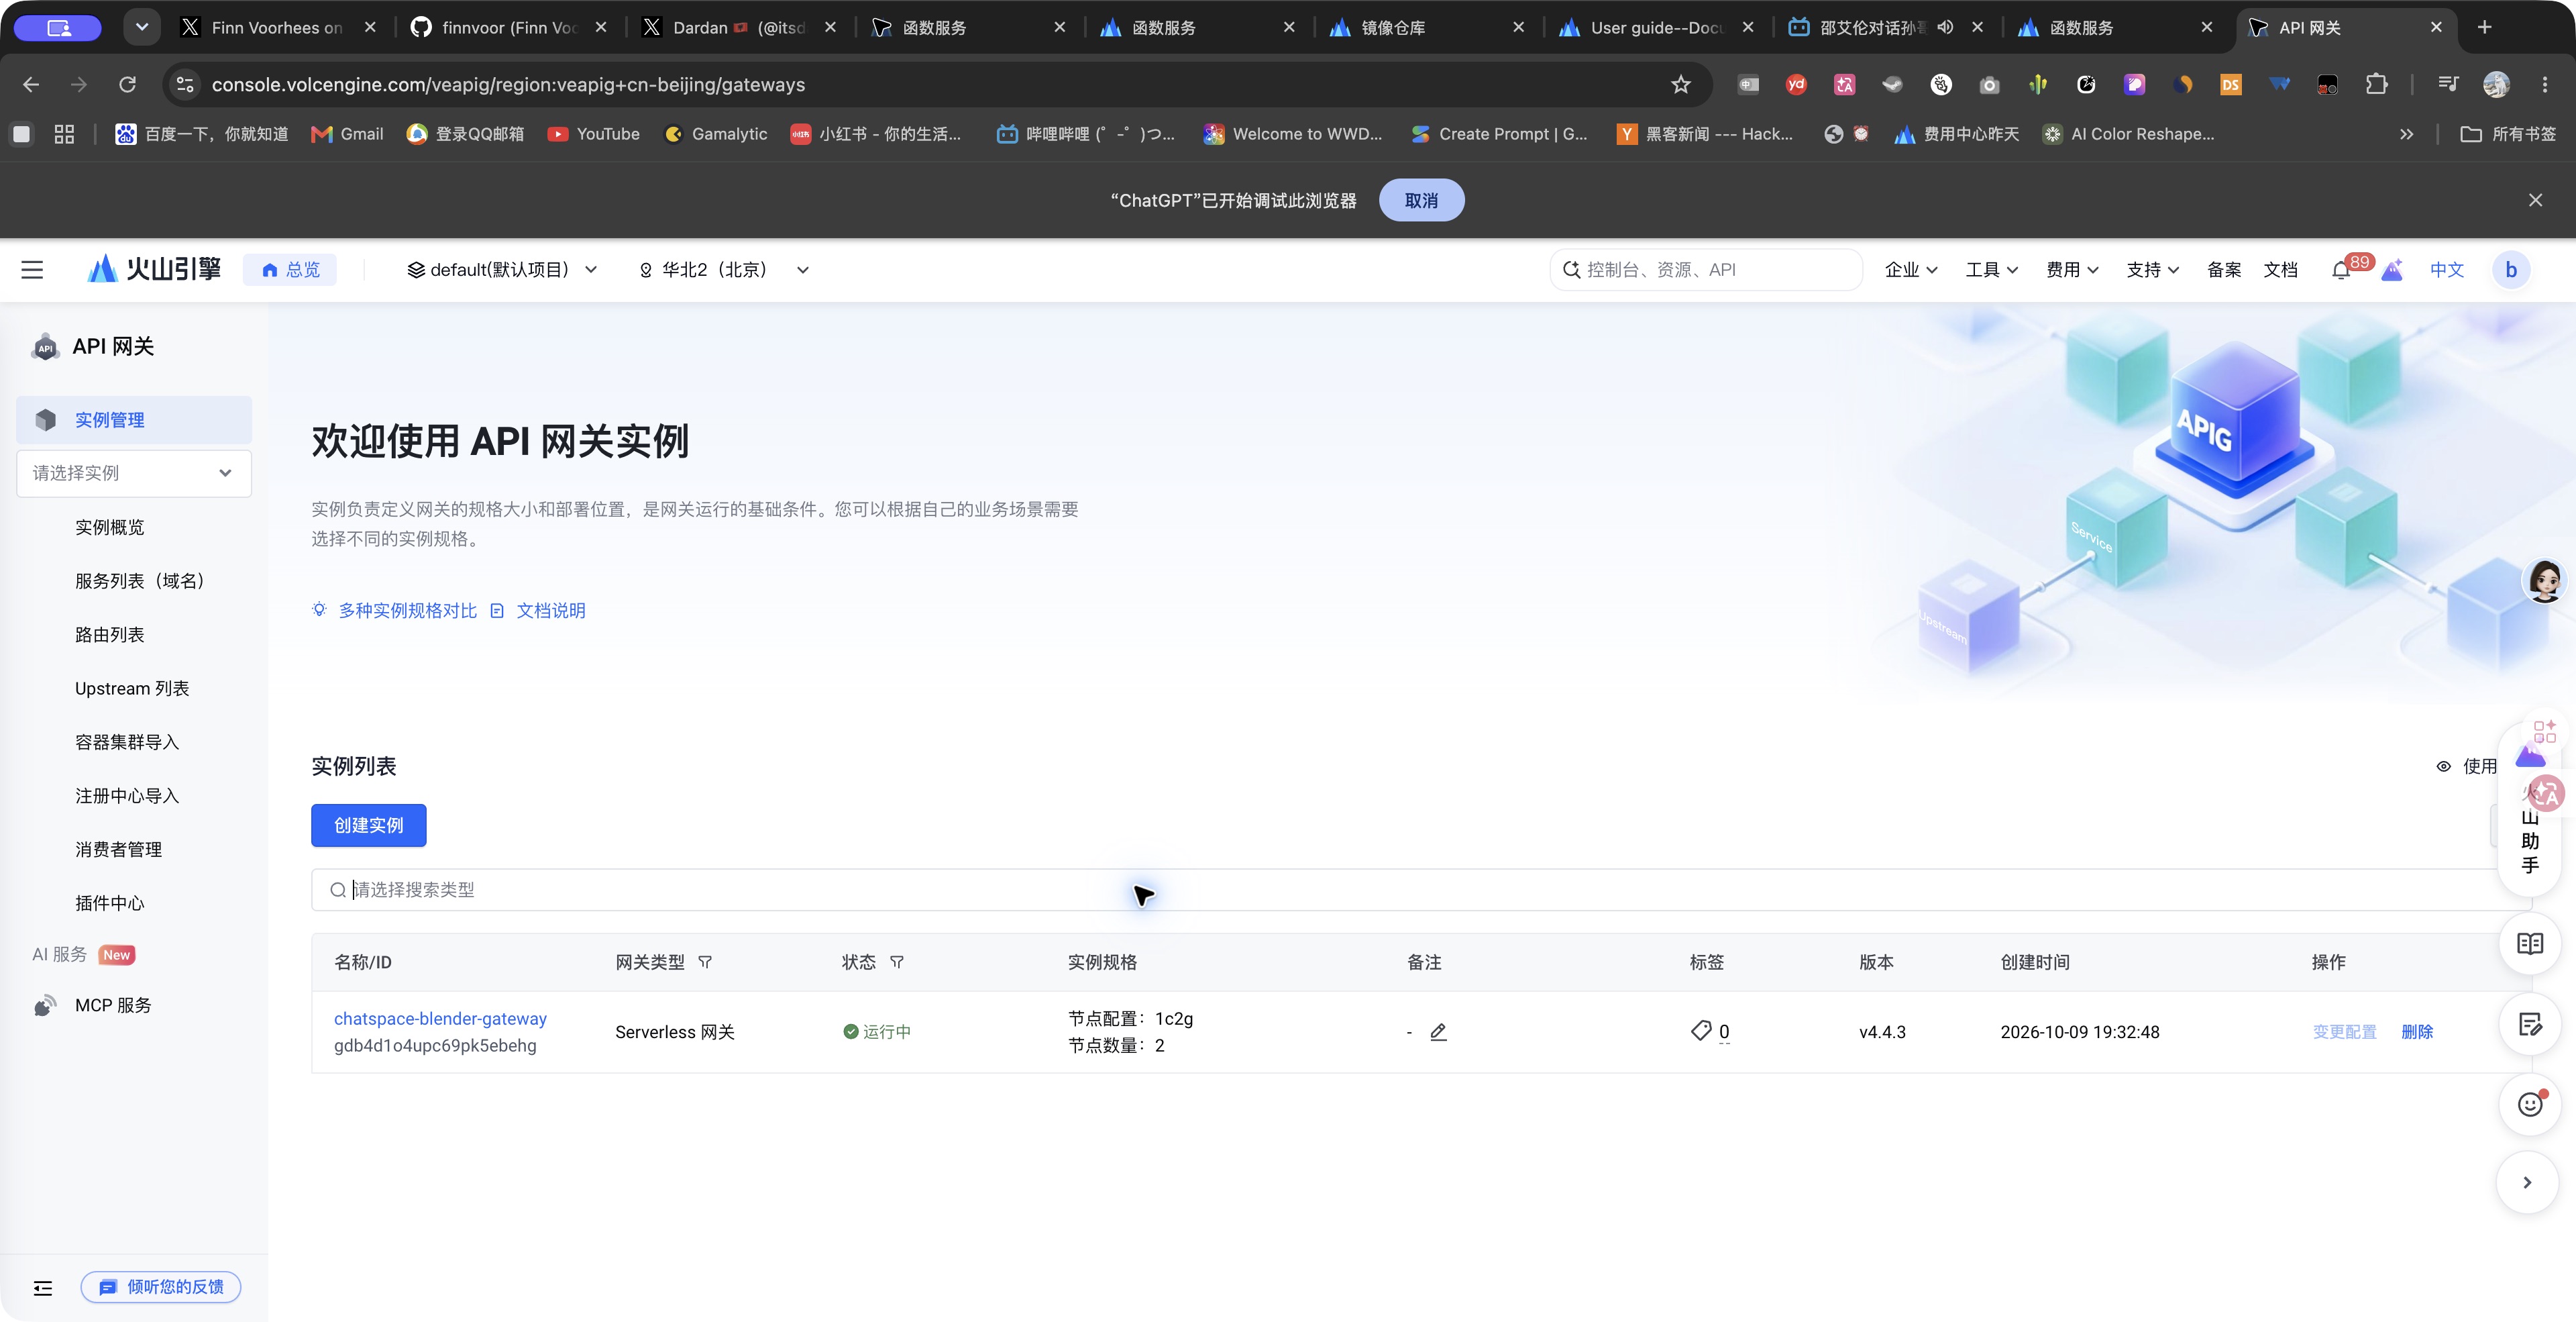 Finn Voorhees on
finnvoor (Finn Voo
Dardan (@itsd
函数服务
函数服务
镜像仓库
User guide--Docu
邵艾伦对话孙哥
函数服务
API 网关
console.volcengine.com/veapig/region:veapig+cn-beijing/gateways
百度一下，你就知道
Gmail
登录QQ邮箱
YouTube
Gamalytic
小红书 - 你的生活...
哔哩哔哩 (゜-゜)つ...
Welcome to WWD...
Create Prompt | G...
黑客新闻 --- Hack...
费用中心昨天
AI Color Reshape...
所有书签
“ChatGPT”已开始调试此浏览器
取消
火山引擎
总览
default(默认项目)
华北2（北京）
控制台、资源、API
企业
工具
费用
支持
备案
文档
89
中文
b
API 网关
实例管理
请选择实例
实例概览
服务列表（域名）
路由列表
Upstream 列表
容器集群导入
注册中心导入
消费者管理
插件中心
AI 服务 New
MCP 服务
倾听您的反馈
欢迎使用 API 网关实例
实例负责定义网关的规格大小和部署位置，是网关运行的基础条件。您可以根据自己的业务场景需要
选择不同的实例规格。
多种实例规格对比 文档说明
APIG
Service
Upstream
实例列表
使用
创建实例
请选择搜索类型
名称/ID 网关类型 状态 实例规格 备注 标签 版本 创建时间 操作
chatspace-blender-gateway
gdb4d1o4upc69pk5ebehg
Serverless 网关
运行中
节点配置：1c2g
节点数量：2
-
0
v4.4.3
2026-10-09 19:32:48
变更配置 删除
火
山
助
手